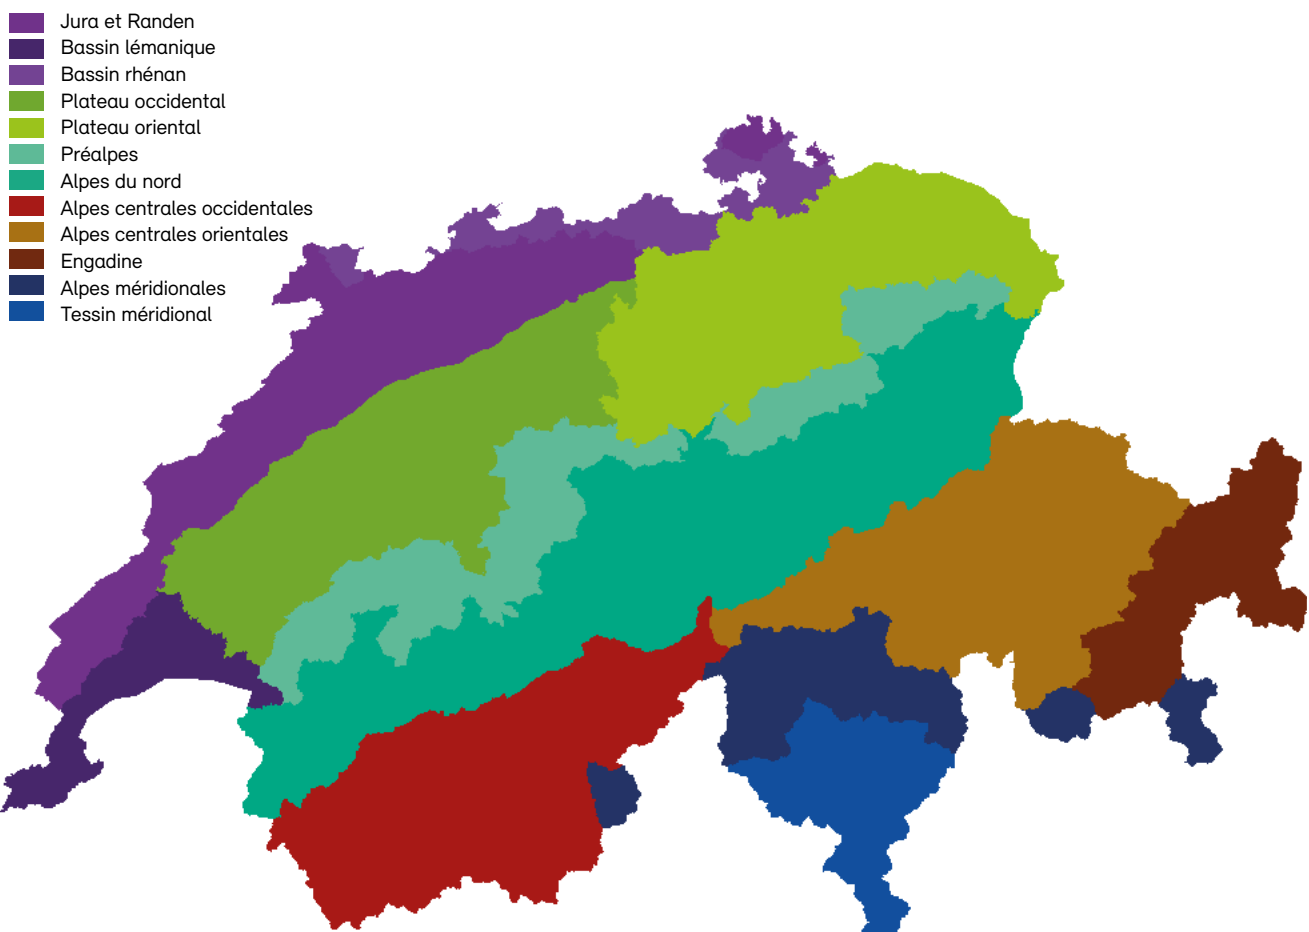 Jura et Randen
Bassin lémanique
Bassin rhénan
Plateau occidental
Plateau oriental
Préalpes
Alpes du nord
Alpes centrales occidentales
Alpes centrales orientales
Engadine
Alpes méridionales
Tessin méridional